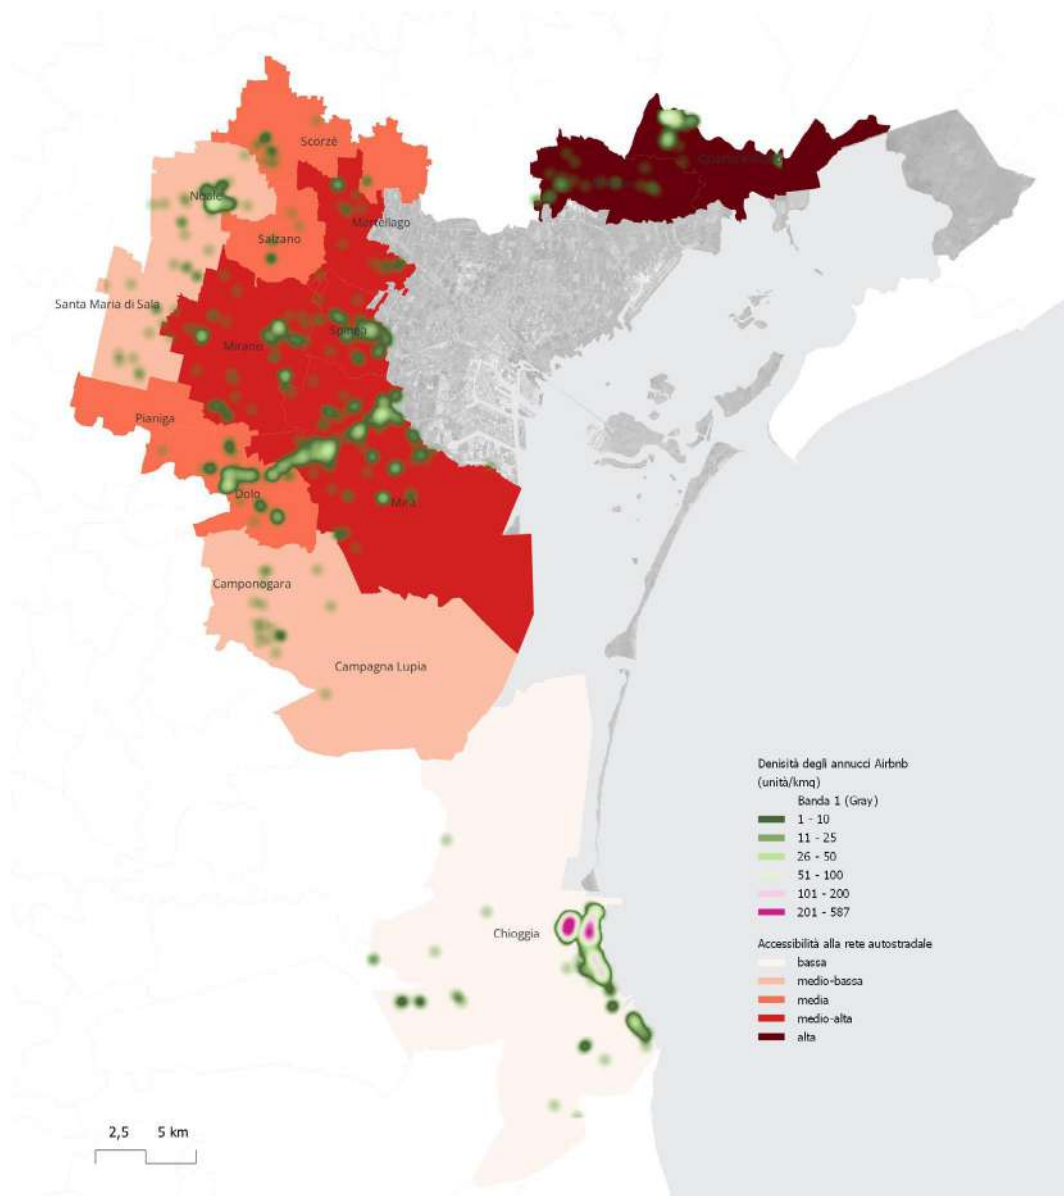 Scorzè
Quarto d'Altino
Noale
Martellago
Salzano
Santa Maria di Sala
Spinea
Mirano
Pianiga
Dolo
Mira
Camponogara
Campagna Lupia
Chioggia
Denisità degli annucci Airbnb
(unità/kmq)
Banda 1 (Gray)
1 - 10
11 - 25
26 - 50
51 - 100
101 - 200
201 - 587
Accessibilità alla rete autostradale
bassa
medio-bassa
media
medio-alta
alta
2,5 5 km